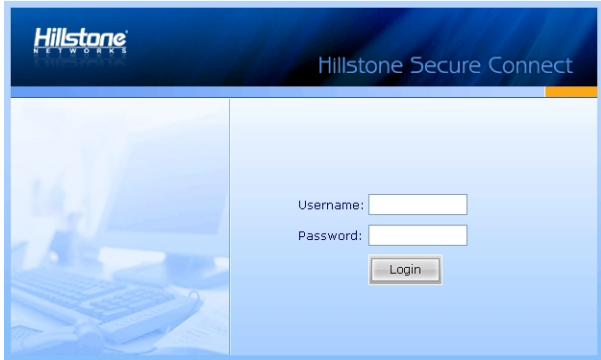 Hillstone
NETWORKS
Hillstone Secure Connect
Username:
Password:
Login